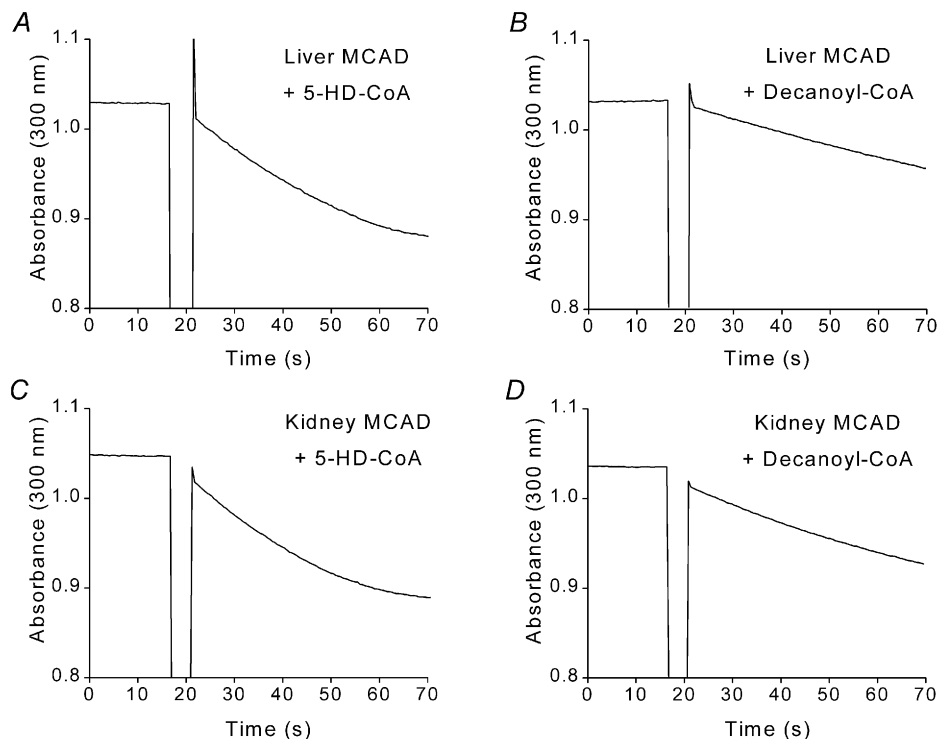 A
Liver MCAD
+ 5-HD-CoA
Absorbance (300 nm)
1.1
1.0
0.9
0.8
0 10 20 30 40 50 60 70
Time (s)
B
Liver MCAD
+ Decanoyl-CoA
Absorbance (300 nm)
1.1
1.0
0.9
0.8
0 10 20 30 40 50 60 70
Time (s)
C
Kidney MCAD
+ 5-HD-CoA
Absorbance (300 nm)
1.1
1.0
0.9
0.8
0 10 20 30 40 50 60 70
Time (s)
D
Kidney MCAD
+ Decanoyl-CoA
Absorbance (300 nm)
1.1
1.0
0.9
0.8
0 10 20 30 40 50 60 70
Time (s)